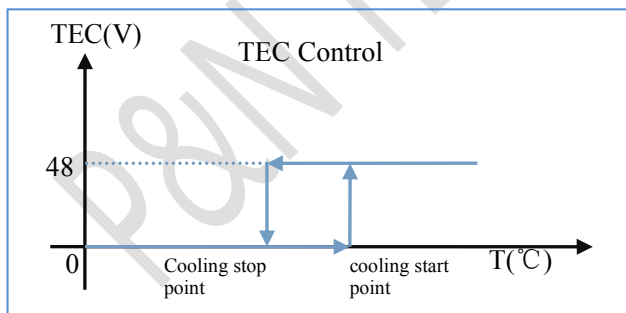 TEC(V)
TEC Control
48
0
Cooling stop
point
cooling start
point
T(℃)
P&N T